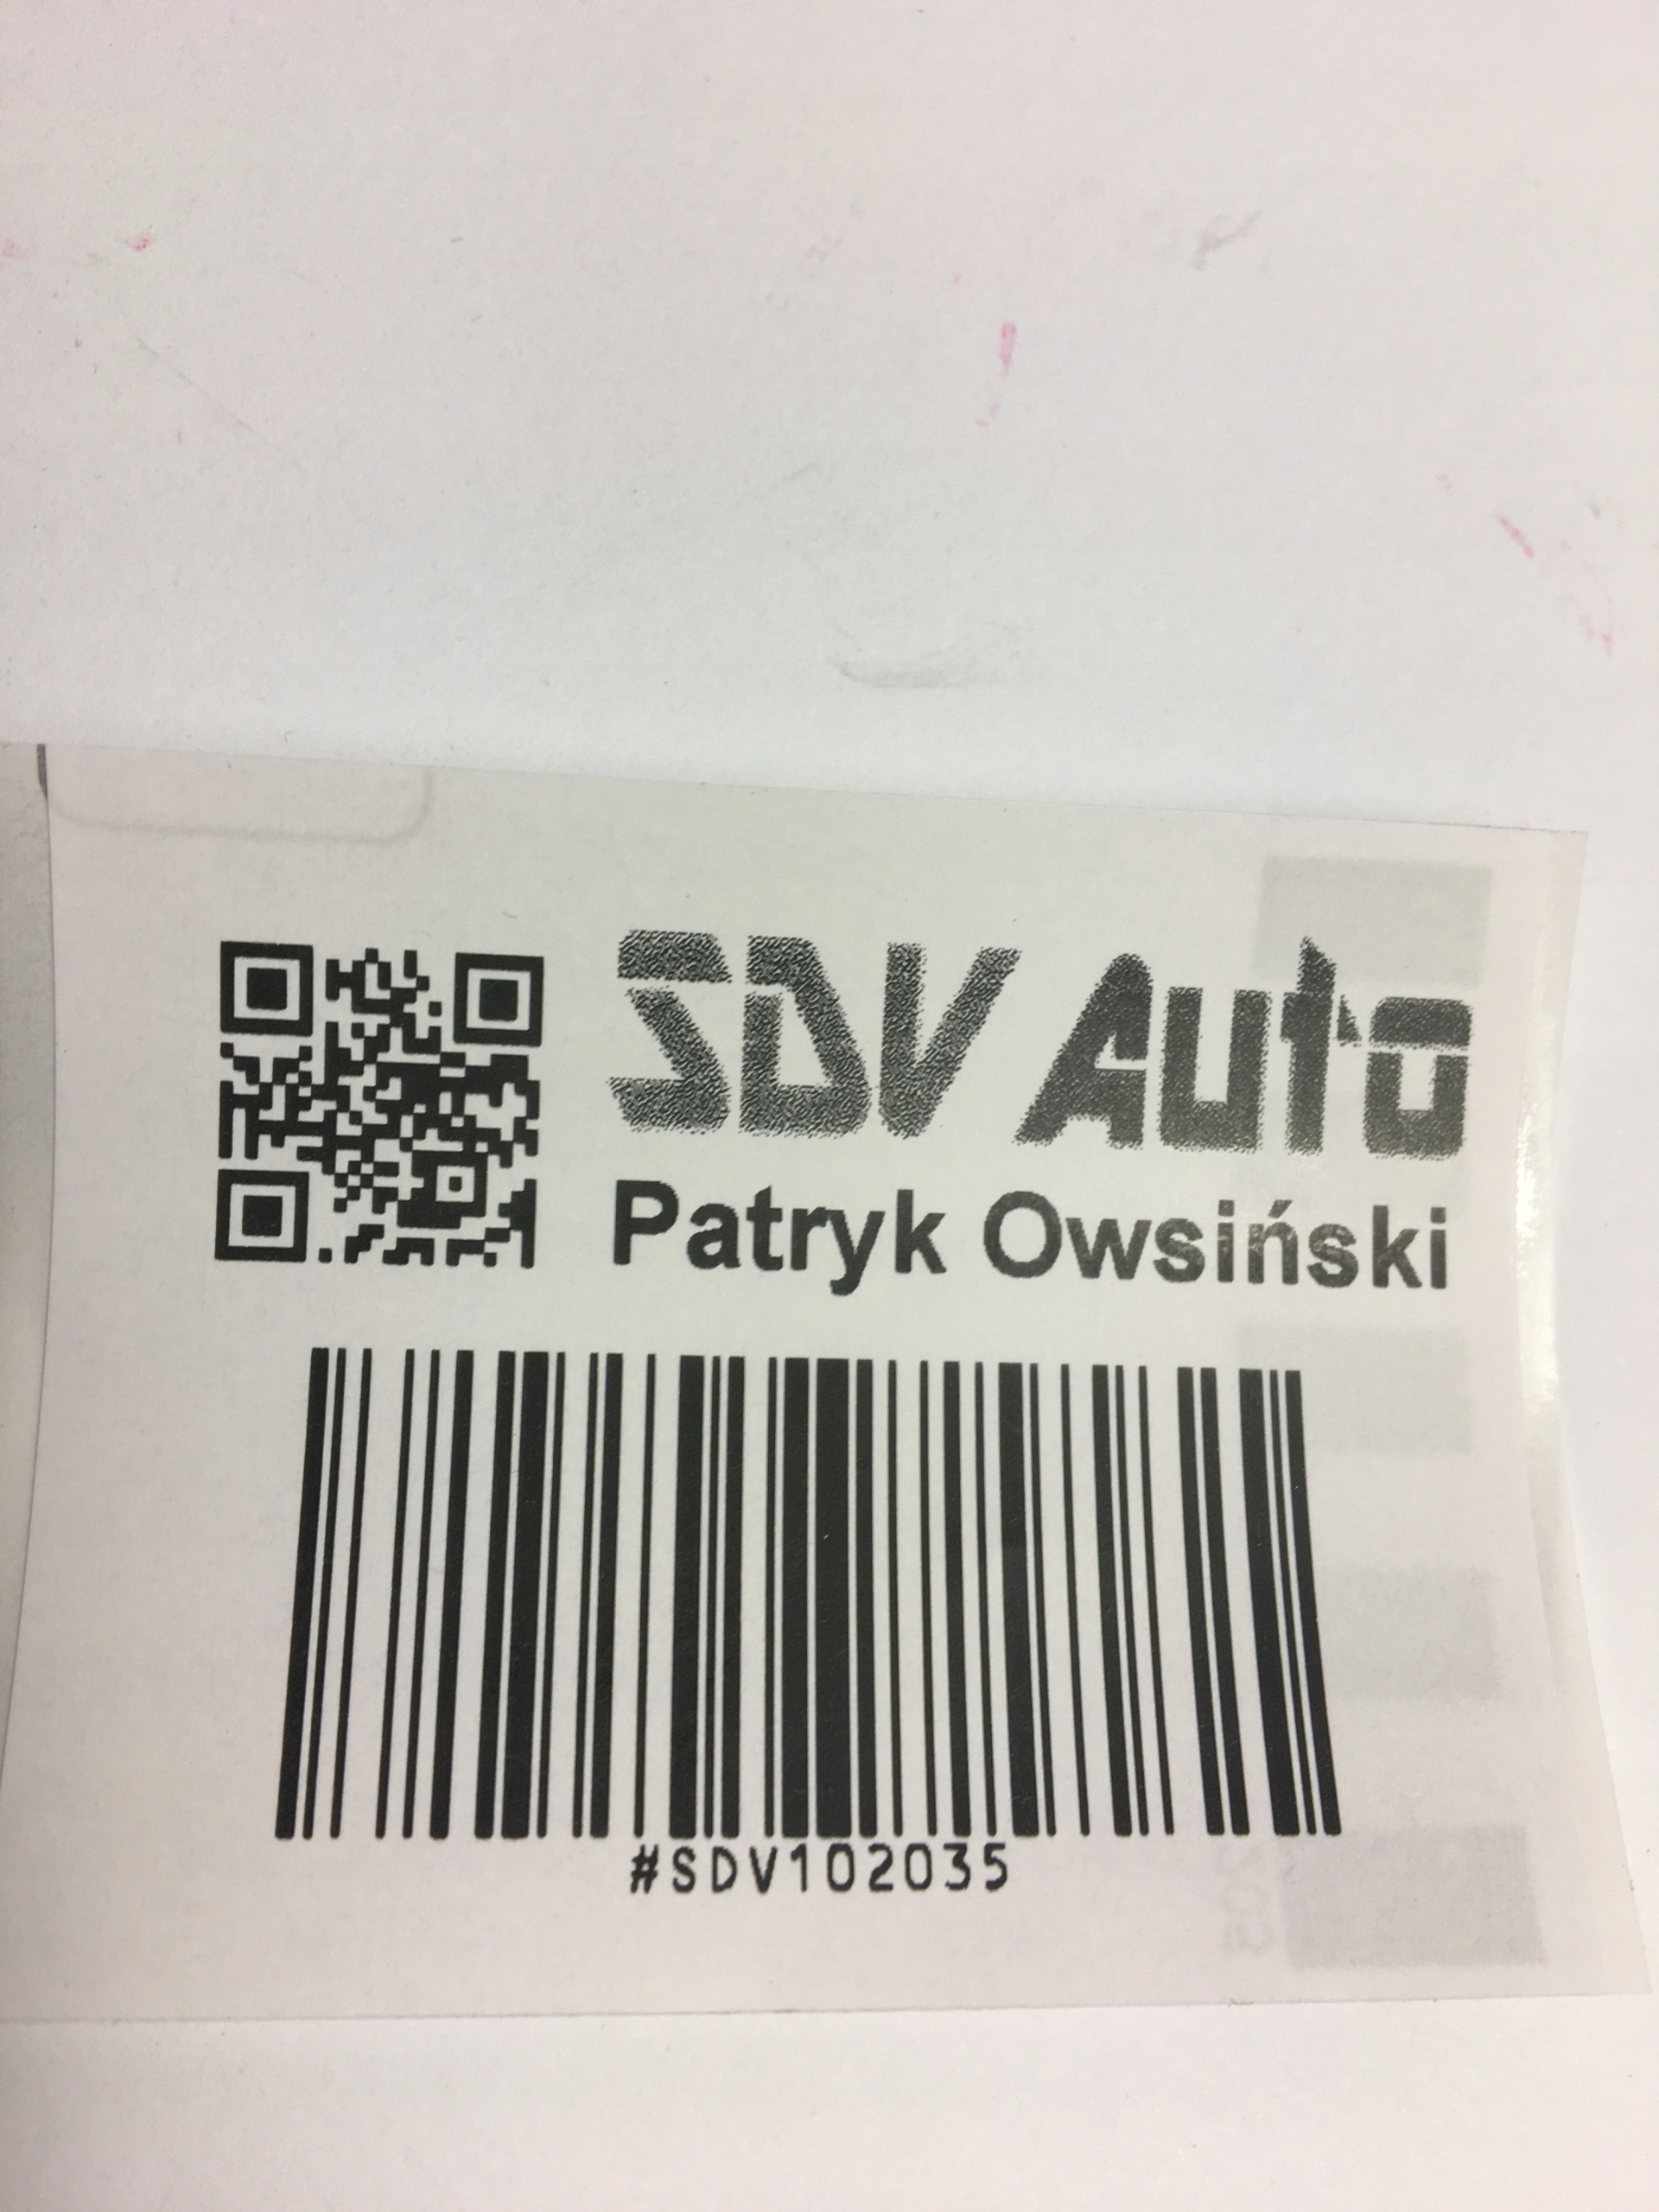 SDV Auto
Patryk Owsiński
#SDV102035